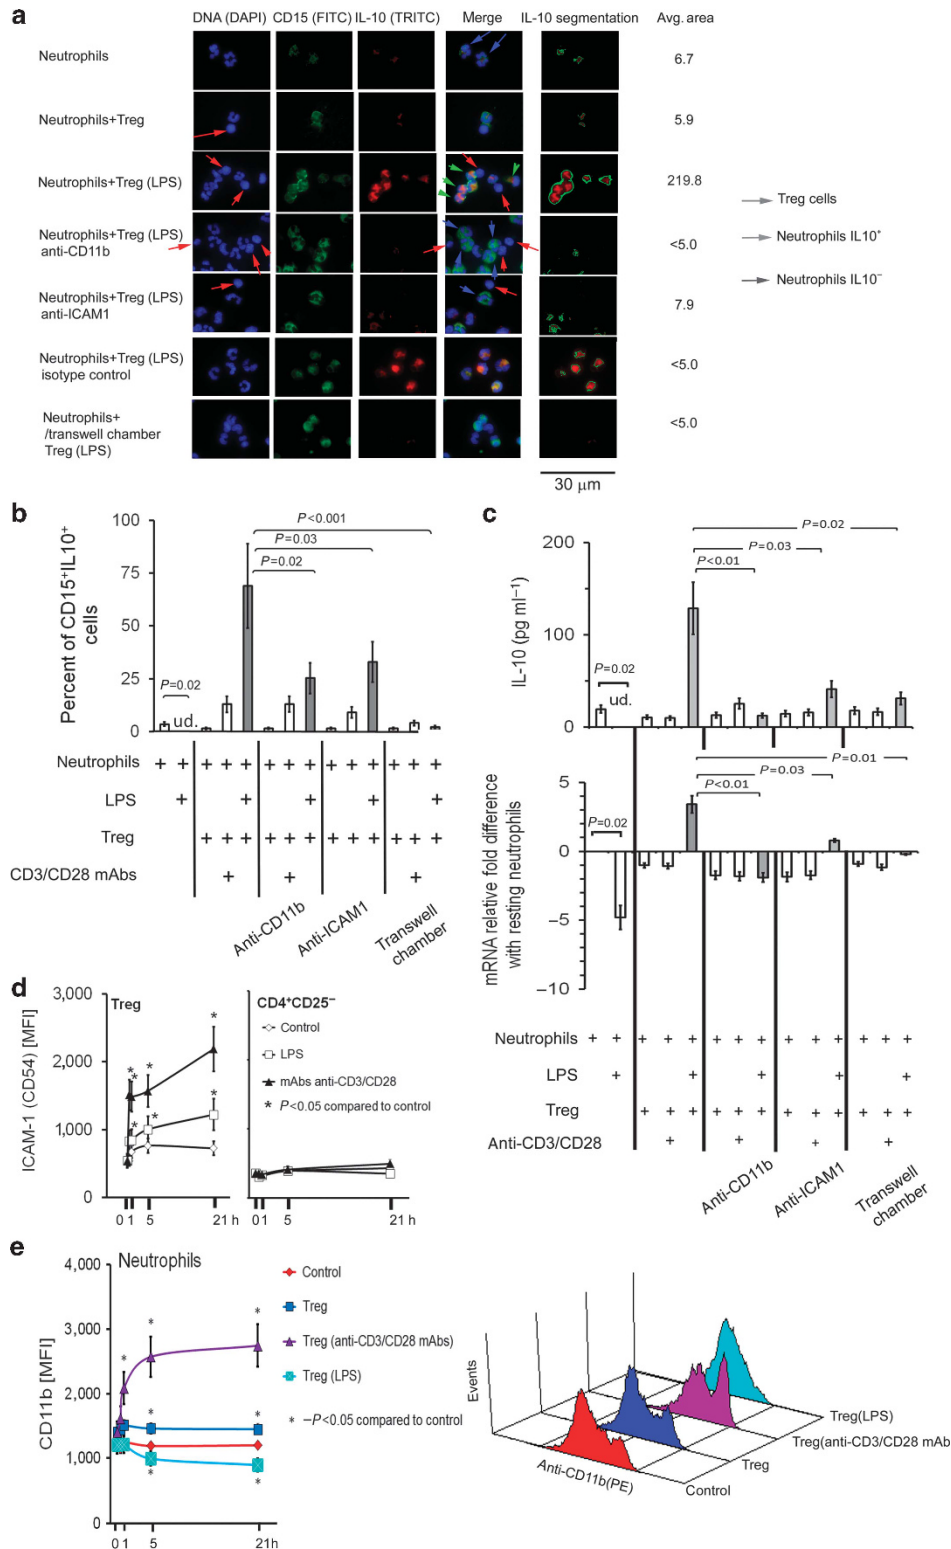 a
DNA (DAPI) CD15 (FITC) IL-10 (TRITC) Merge IL-10 segmentation Avg. area
Neutrophils 6.7
Neutrophils+Treg 5.9
Neutrophils+Treg (LPS) 219.8
Neutrophils+Treg (LPS)
anti-CD11b <5.0
Neutrophils+Treg (LPS)
anti-ICAM1 7.9
Neutrophils+Treg (LPS)
isotype control <5.0
Neutrophils+
/transwell chamber
Treg (LPS) <5.0
Treg cells
Neutrophils IL10⁺
Neutrophils IL10⁻
30 µm
b
Percent of CD15⁺IL10⁺
cells
100
75
50
25
0
P<0.001
P=0.03
P=0.02
P=0.02
ud.
Neutrophils + + + + + + + + + + + + + +
LPS + + + + +
Treg + + + + + + + + + + + +
CD3/CD28 mAbs + + + +
Anti-CD11b
Anti-ICAM1
Transwell
chamber
c
IL-10 (pg ml⁻¹)
200
100
0
P=0.02
P=0.03
P<0.01
P=0.02
ud.
mRNA relative fold difference
with resting neutrophils
5
0
−5
−10
P=0.01
P=0.03
P<0.01
P=0.02
Neutrophils + + + + + + + + + + + + + +
LPS + + + + +
Treg + + + + + + + + + + + +
Anti-CD3/CD28 + + + +
Anti-CD11b
Anti-ICAM1
Transwell
chamber
d
ICAM-1 (CD54) [MFI]
3,000
2,000
1,000
0
Treg
* * * * * * *
0 1 5 21 h
CD4⁺CD25⁻
Control
LPS
mAbs anti-CD3/CD28
* P<0.05 compared to control
0 1 5 21 h
e
Neutrophils
CD11b [MFI]
4,000
3,000
2,000
1,000
0
* * * * * * *
0 1 5 21h
Control
Treg
Treg (anti-CD3/CD28 mAbs)
Treg (LPS)
* −P<0.05 compared to control
Events
Anti-CD11b(PE)
Treg(LPS)
Treg(anti-CD3/CD28 mAb
Treg
Control